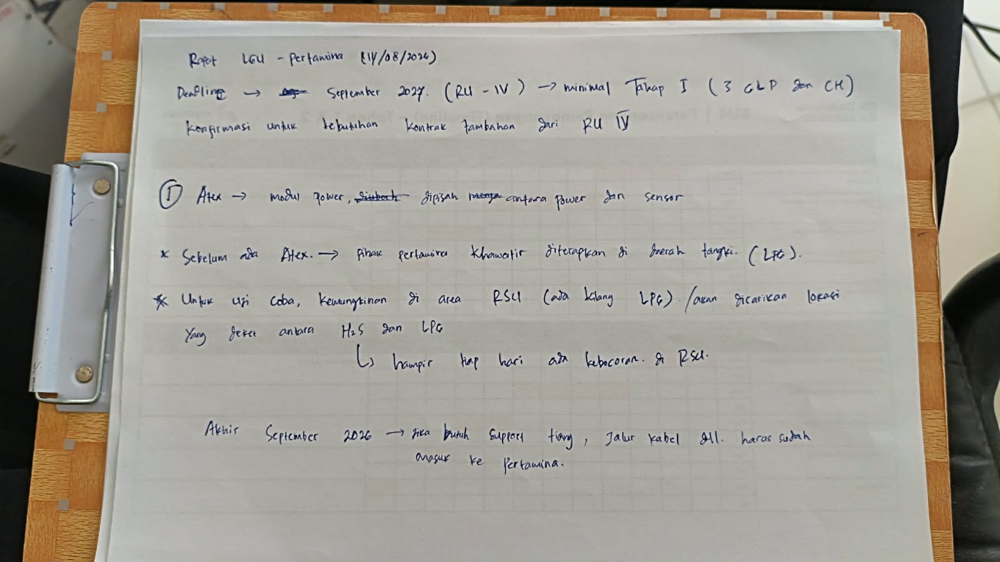 Rapat LGU - Pertamina (14/08/2026)
Deadline → September 2027. (RU - IV) → minimal Tahap I (3 GLP dan CH)
Konfirmasi untuk kebutuhan kontrak tambahan dari RU IV
① Atex → modul power, dipisah antara power dan sensor
* Sebelum ada Atex. → Pihak pertamina khawatir diterapkan di daerah tangki. (LPG).
* Untuk uji coba, kemungkinan di area RSU (ada kilang LPG). /akan dicarikan lokasi
yang deket antara H₂S dan LPG
↳ hampir tiap hari ada kebocoran. di RSU.
Akhir September 2026 → jika butuh support tiang, jalur kabel dll. harus sudah
masuk ke Pertamina.